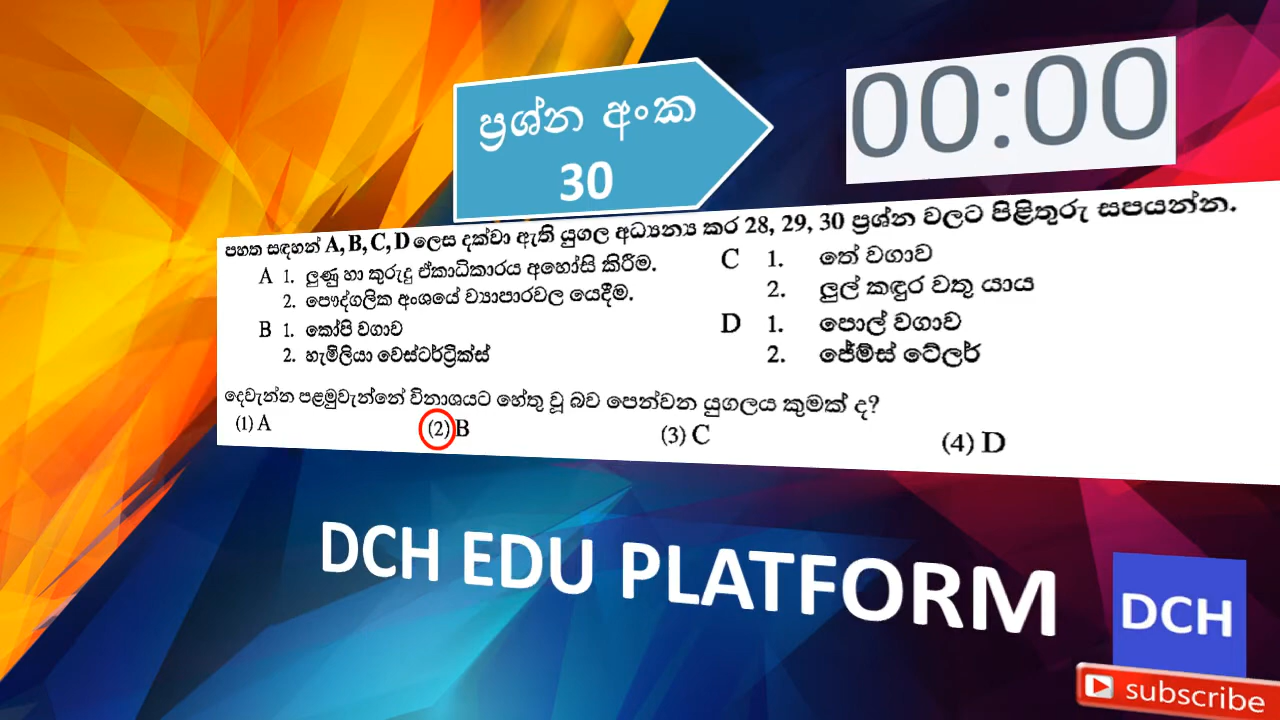 ප්‍රශ්න අංක
30
00:00
පහත සඳහන් A, B, C, D ලෙස දක්වා ඇති යුගල අධ්‍යනා කර 28, 29, 30 ප්‍රශ්න වලට පිළිතුරු සපයන්න.
A 1. ලුණු හා කුරුදු ඒකාධිකාරය අහෝසි කිරීම.
2. පෞද්ගලික අංශයේ ව්‍යාපාරවල යෙදීම.
B 1. කෝපි වගාව
2. හැමීලියා වෙස්ටර්ට්‍රික්ස්
C 1. තේ වගාව
2. ලුල් කඳුර වතු යාය
D 1. පොල් වගාව
2. ජේම්ස් ටේලර්
දෙවැන්න පළමුවැන්නේ විනාශයට හේතු වූ බව පෙන්වන යුගලය කුමක් ද?
(1) A (2) B (3) C (4) D
DCH EDU PLATFORM
DCH
subscribe